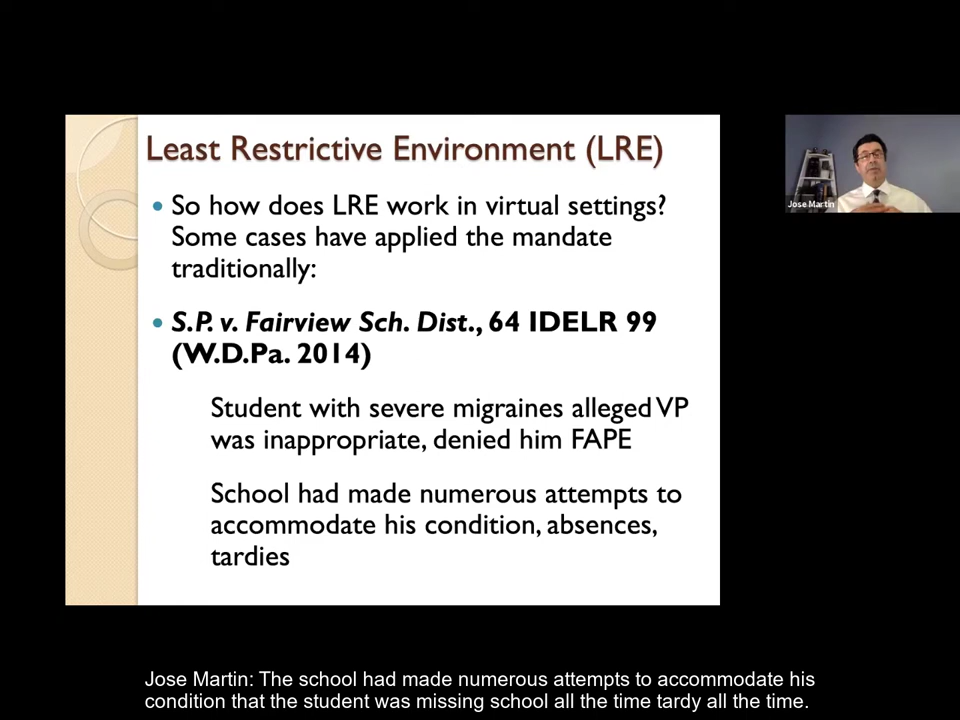 Least Restrictive Environment (LRE)
So how does LRE work in virtual settings?
Some cases have applied the mandate
traditionally:
S.P. v. Fairview Sch. Dist., 64 IDELR 99
(W.D.Pa. 2014)
Student with severe migraines alleged VP
was inappropriate, denied him FAPE
School had made numerous attempts to
accommodate his condition, absences,
tardies
Jose Martin
Jose Martin: The school had made numerous attempts to accommodate his
condition that the student was missing school all the time tardy all the time.